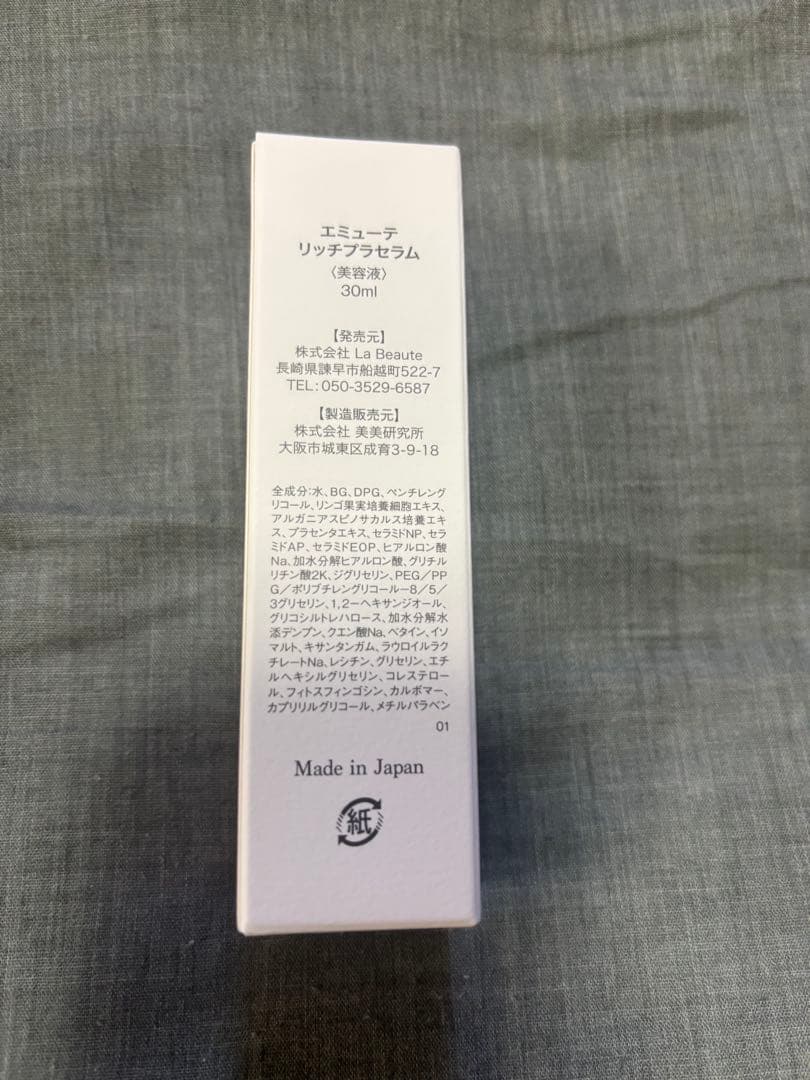 エミューテ
リッチプラセラム
〈美容液〉
30ml
【発売元】
株式会社 La Beaute
長崎県諫早市船越町522-7
TEL:050-3529-6587
【製造販売元】
株式会社 美美研究所
大阪市城東区成育3-9-18
全成分:水、BG、DPG、ペンチレング
リコール、リンゴ果実培養細胞エキス、
アルガニアスピノサカルス培養エキ
ス、プラセンタエキス、セラミドNP、セラ
ミドAP、セラミドEOP、ヒアルロン酸
Na、加水分解ヒアルロン酸、グリチル
リチン酸2K、ジグリセリン、PEG/PP
G/ポリブチレングリコールー8/5/
3グリセリン、1,2ーヘキサンジオール、
グリコシルトレハロース、加水分解水
添デンプン、クエン酸Na、ベタイン、イソ
マルト、キサンタンガム、ラウロイルラク
チレートNa、レシチン、グリセリン、エチ
ルヘキシルグリセリン、コレステロー
ル、フィトスフィンゴシン、カルボマー、
カプリリルグリコール、メチルパラベン
01
Made in Japan
紙